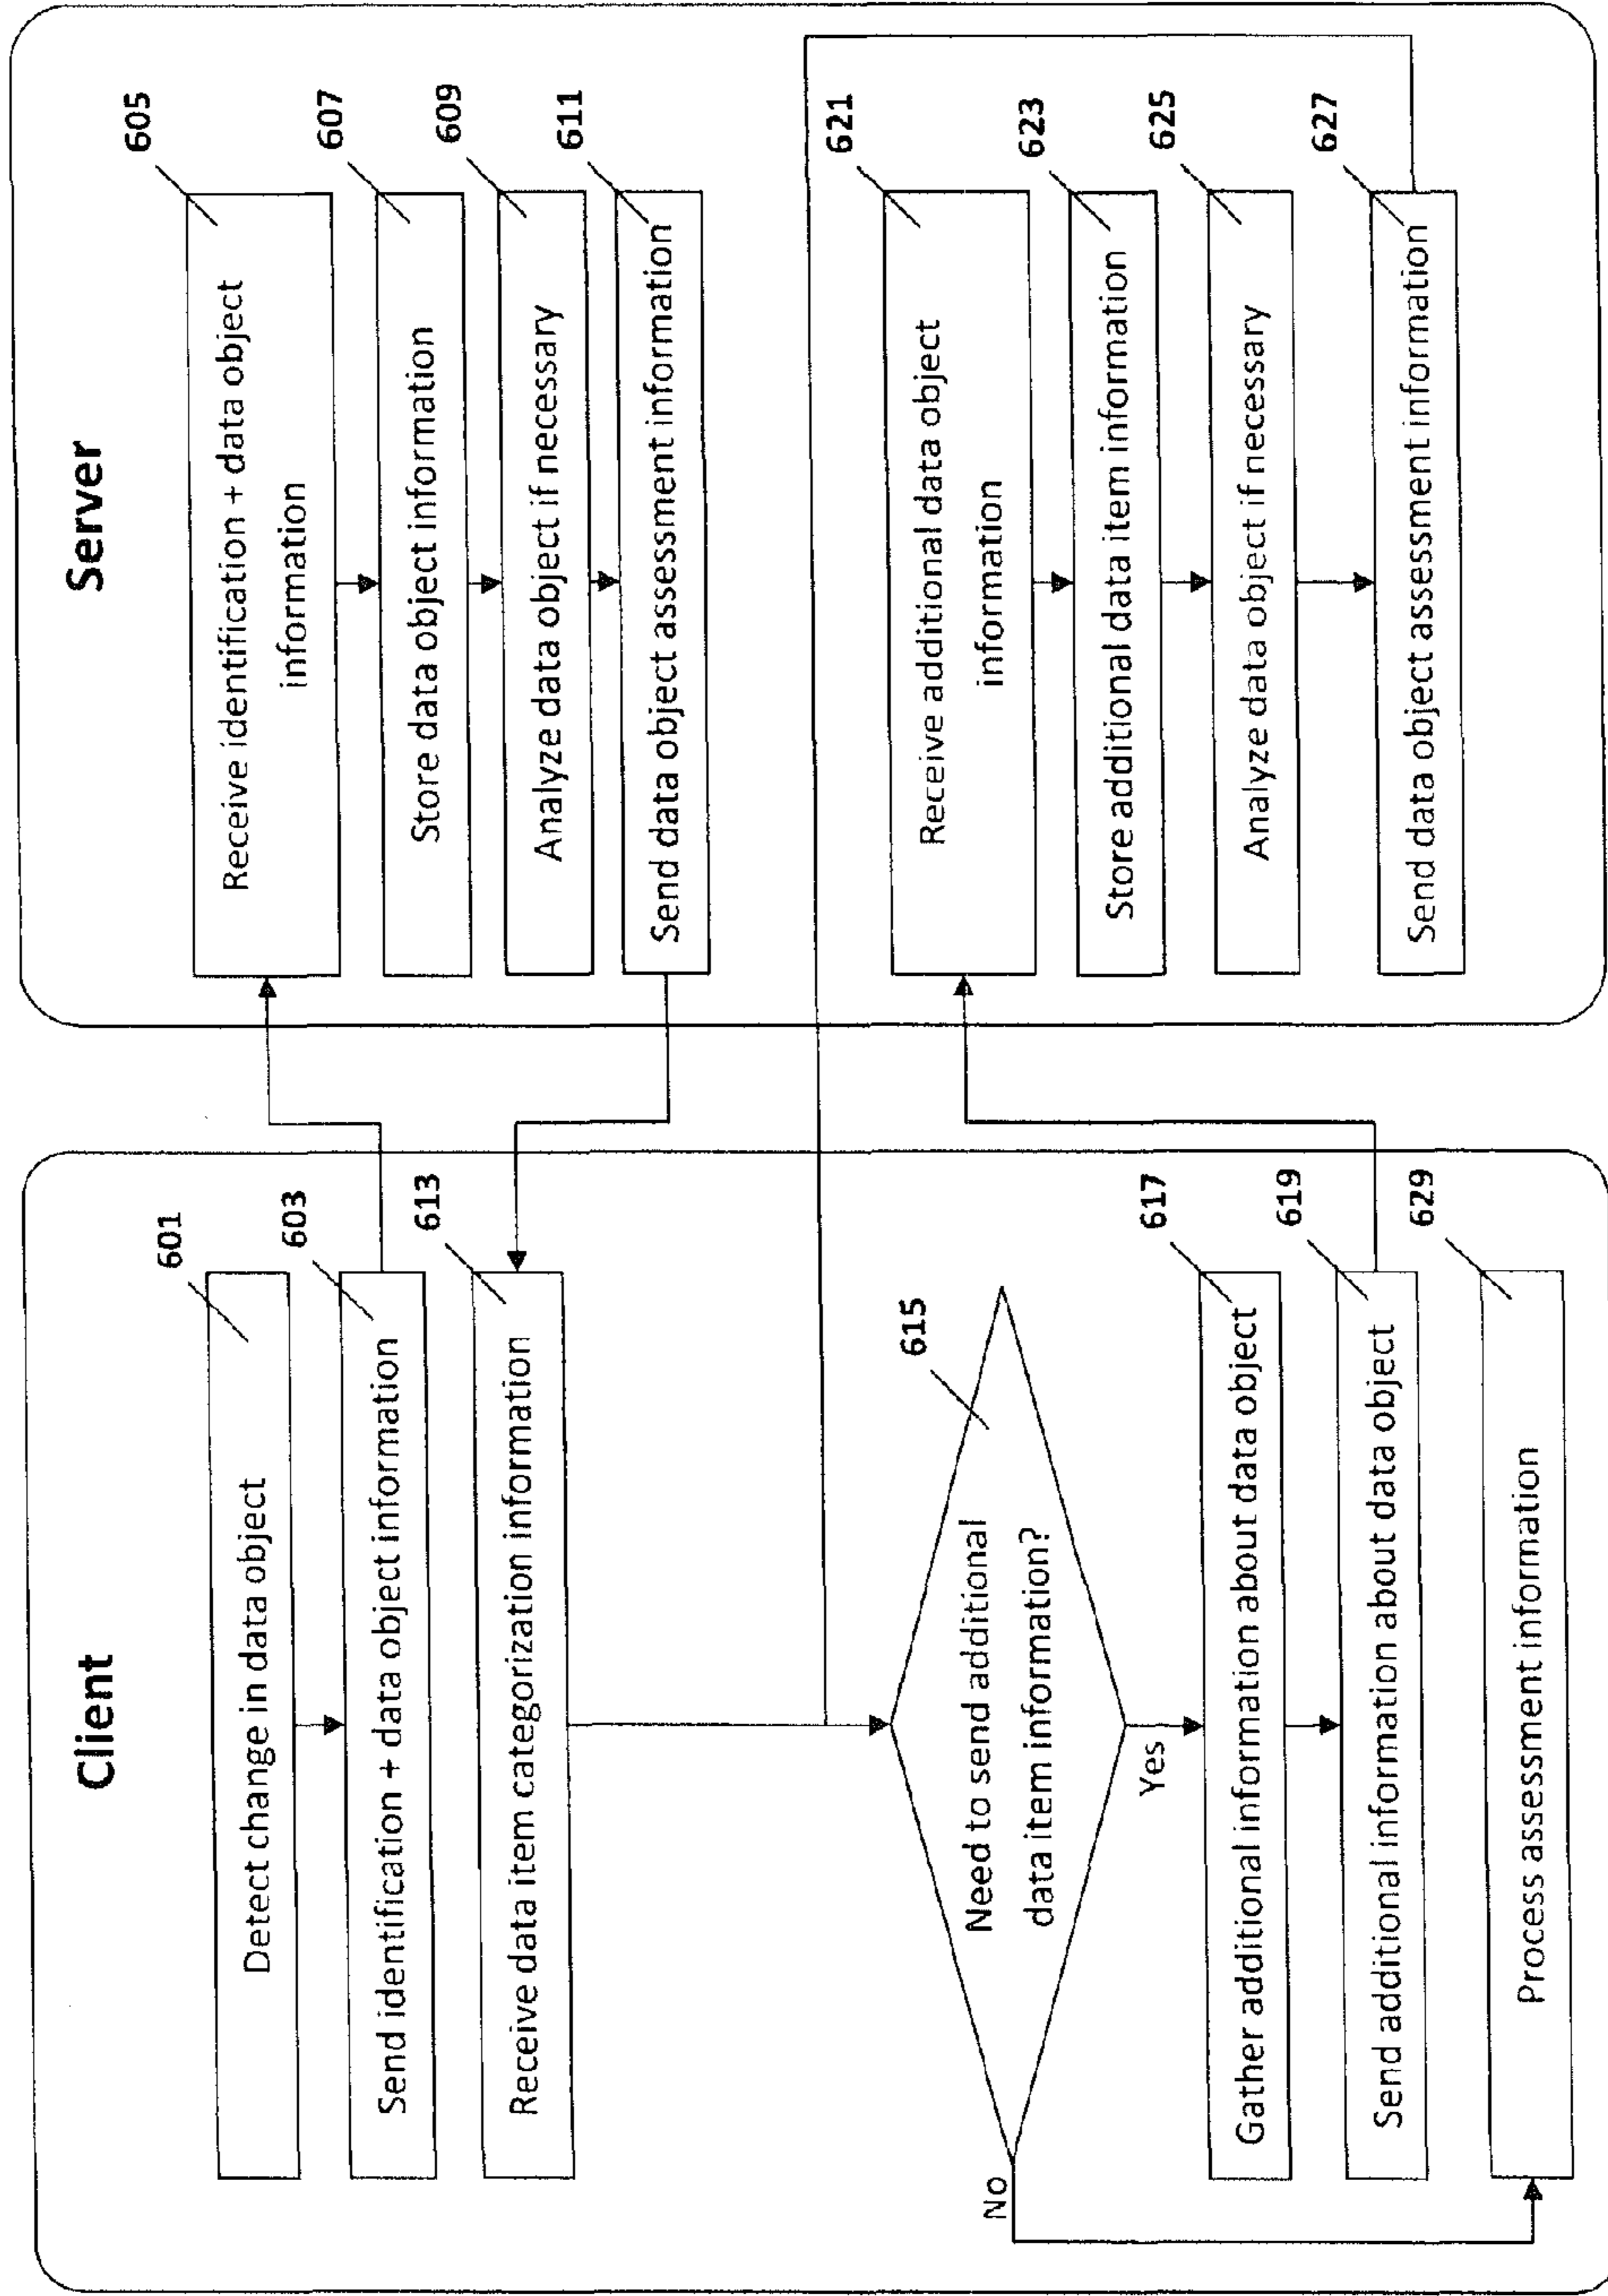 Client
601
Detect change in data object
603
Send identification + data object information
613
Receive data item categorization information
615
Need to send additional
data item information?
No
Yes
617
Gather additional information about data object
619
Send additional information about data object
629
Process assessment information
Server
605
Receive identification + data object
information
607
Store data object information
609
Analyze data object if necessary
611
Send data object assessment information
621
Receive additional data object
information
623
Store additional data item information
625
Analyze data object if necessary
627
Send data object assessment information